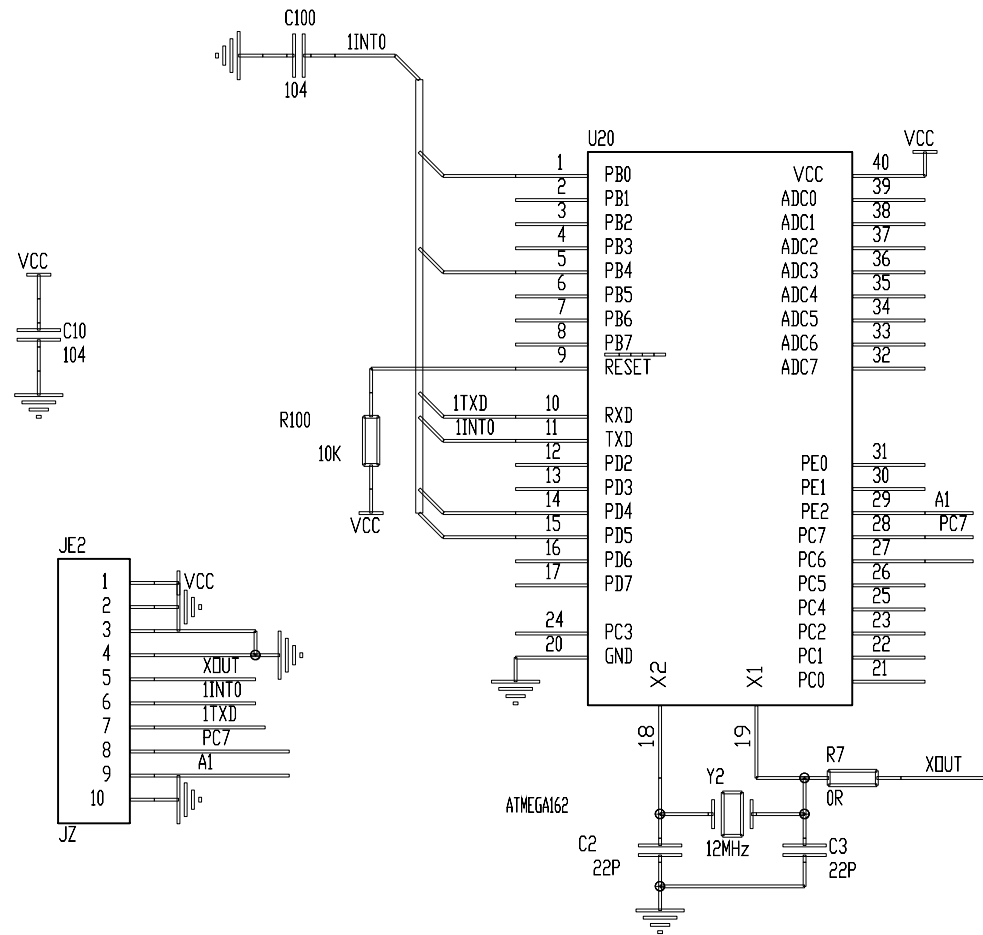 C100
1INT0
104
U20
VCC
1 PB0 VCC 40
2 PB1 ADC0 39
3 PB2 ADC1 38
4 PB3 ADC2 37
5 PB4 ADC3 36
6 PB5 ADC4 35
7 PB6 ADC5 34
8 PB7 ADC6 33
9 RESET ADC7 32
VCC
C10
104
R100
10K
VCC
1TXD 10 RXD
1INT0 11 TXD
12 PD2 PE0 31
13 PD3 PE1 30
14 PD4 PE2 29 A1
15 PD5 PC7 28 PC7
16 PD6 PC6 27
17 PD7 PC5 26
PC4 25
24 PC3 PC2 23
20 GND PC1 22
PC0 21
X2 X1
18 19
JE2
1 VCC
2
3
4
5 XOUT
6 1INT0
7 1TXD
8 PC7
9 A1
10
JZ
ATMEGA162
Y2
12MHz
R7
0R
XOUT
C2
22P
C3
22P